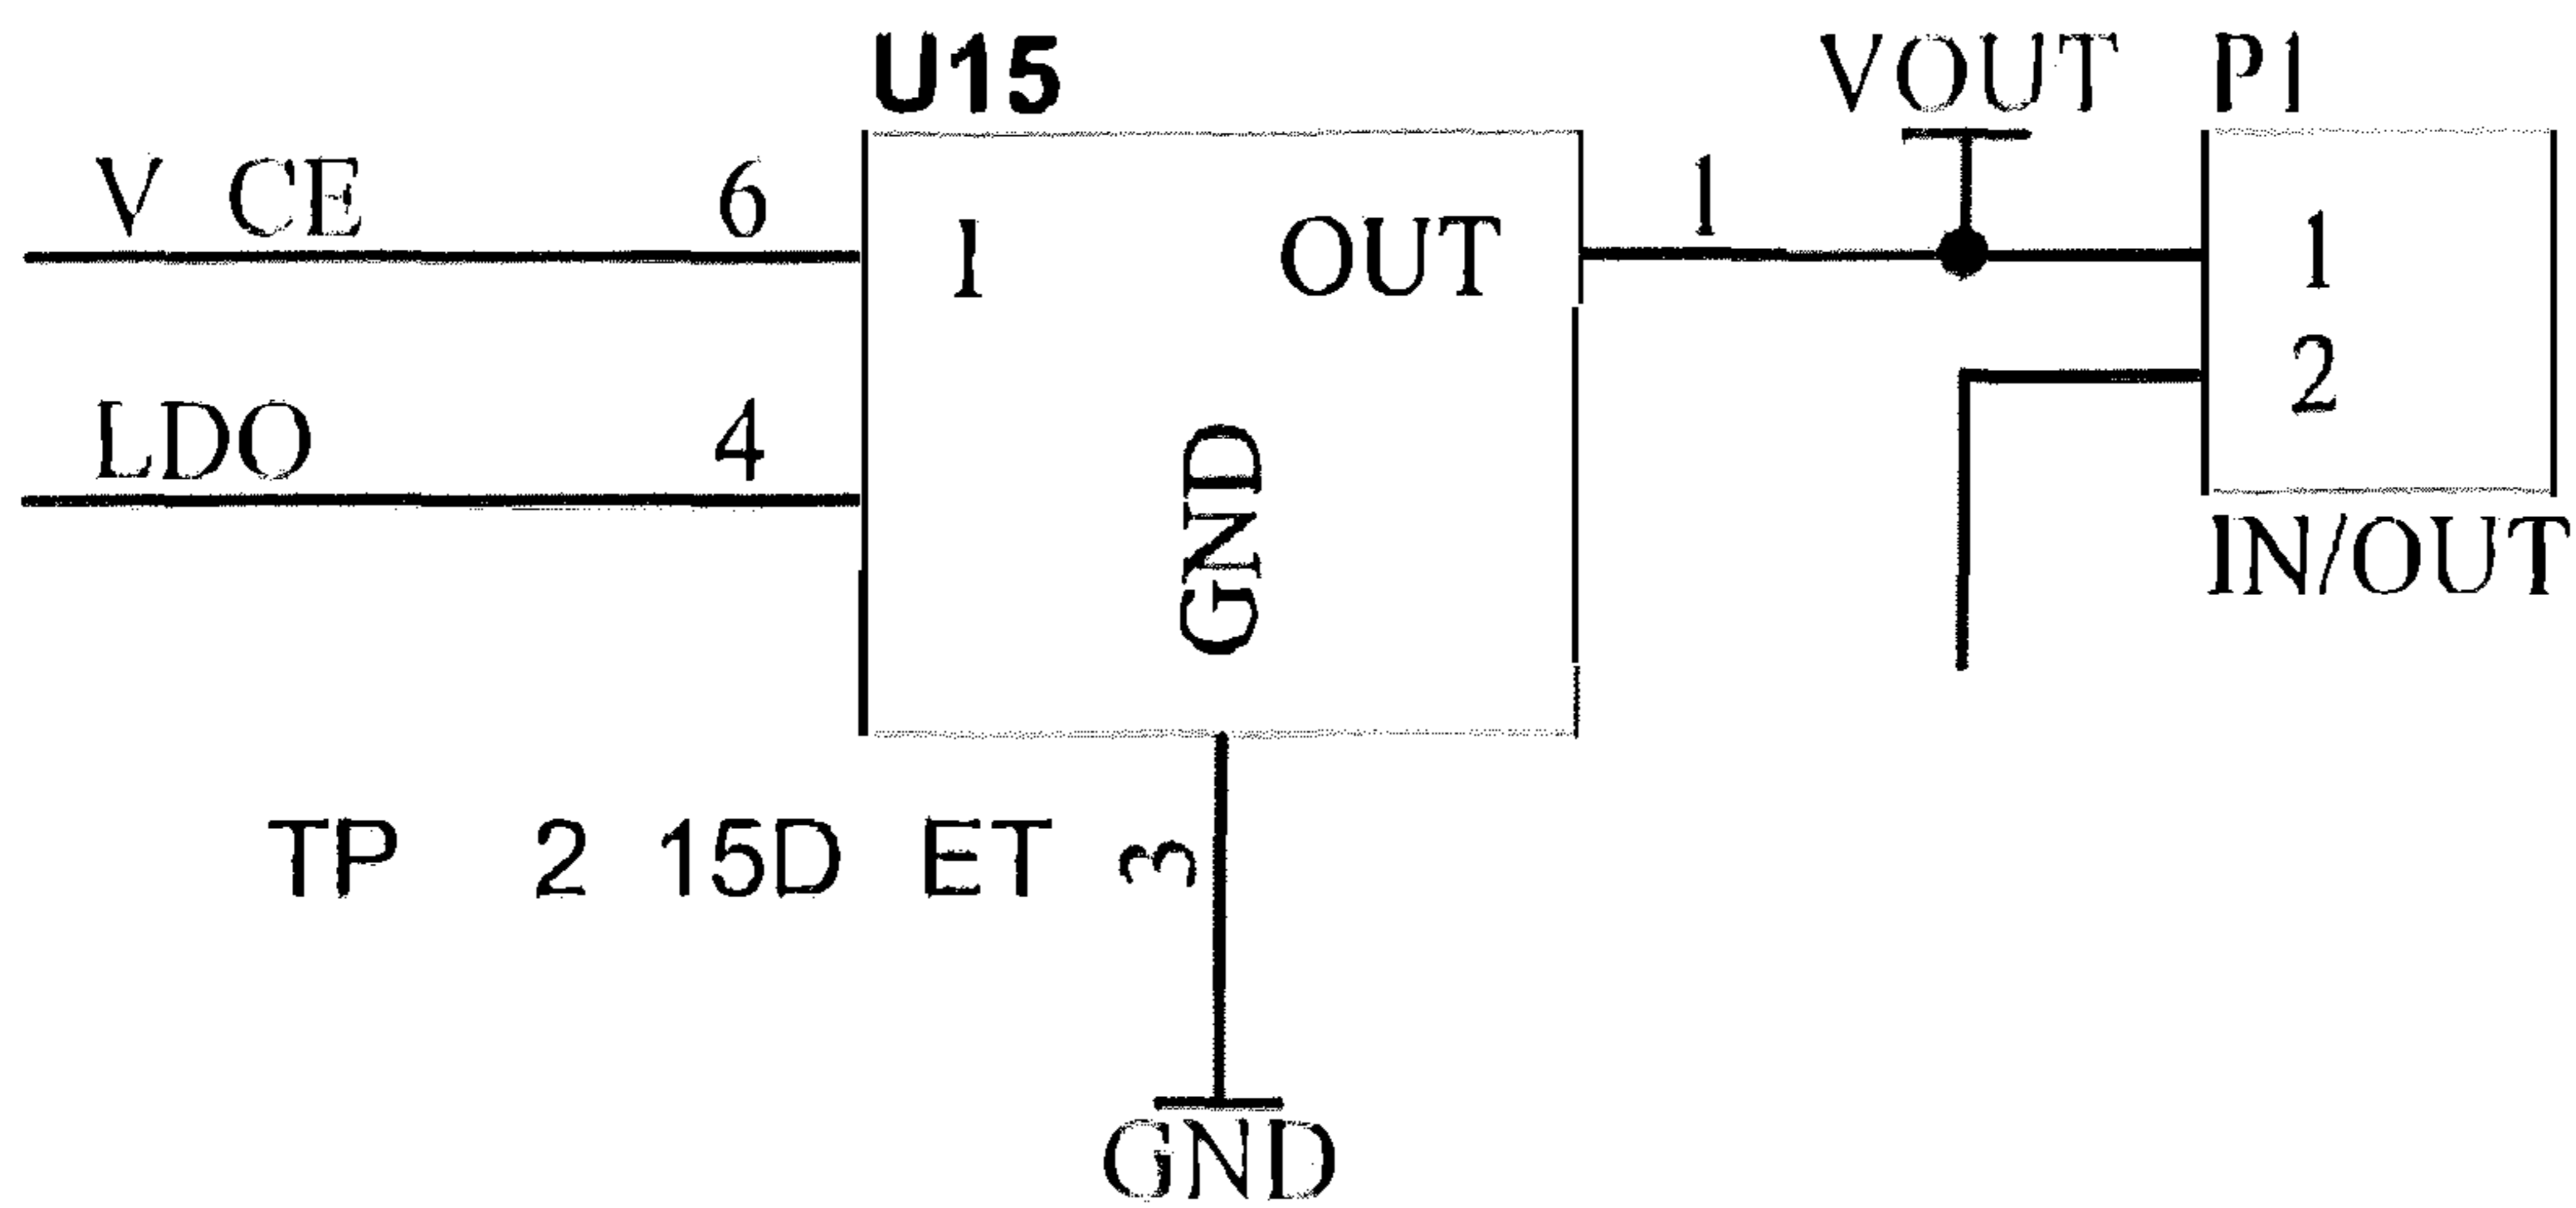 U15
VOUT P1
V CE 6
I OUT 1
1
LDO 4
2
GND
IN/OUT
TP 2 15D ET 3
GND